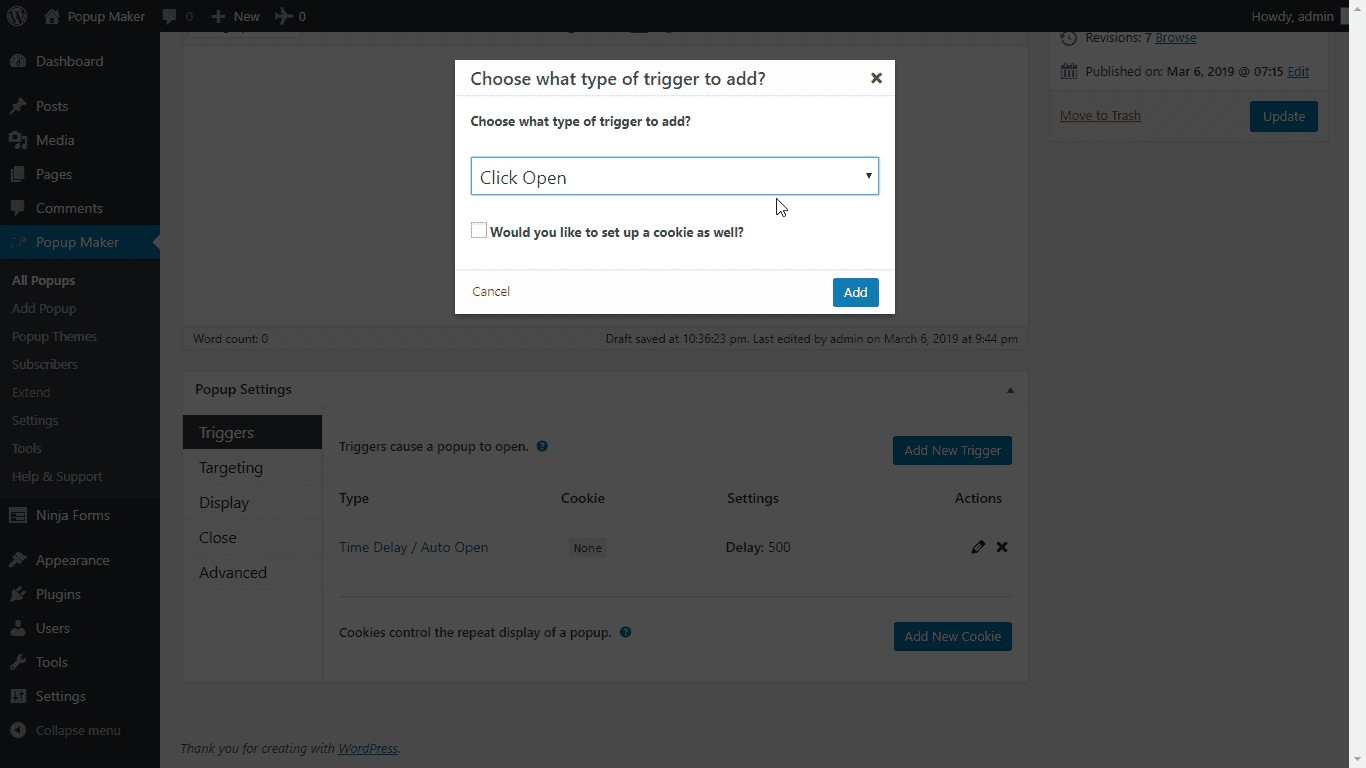 Popup Maker 0 New 0 Howdy, admin
Dashboard
Posts
Media
Pages
Comments
Popup Maker
All Popups
Add Popup
Popup Themes
Subscribers
Extend
Settings
Tools
Help & Support
Ninja Forms
Appearance
Plugins
Users
Tools
Settings
Collapse menu
Revisions: 7 Browse
Published on: Mar 6, 2019 @ 07:15 Edit
Move to Trash
Update
Choose what type of trigger to add?
Choose what type of trigger to add?
Click Open
Would you like to set up a cookie as well?
Cancel
Add
Word count: 0
Draft saved at 10:36:23 pm. Last edited by admin on March 6, 2019 at 9:44 pm
Popup Settings
Triggers
Targeting
Display
Close
Advanced
Triggers cause a popup to open. ?
Add New Trigger
Type Cookie Settings Actions
Time Delay / Auto Open None Delay: 500
Cookies control the repeat display of a popup. ?
Add New Cookie
Thank you for creating with WordPress.